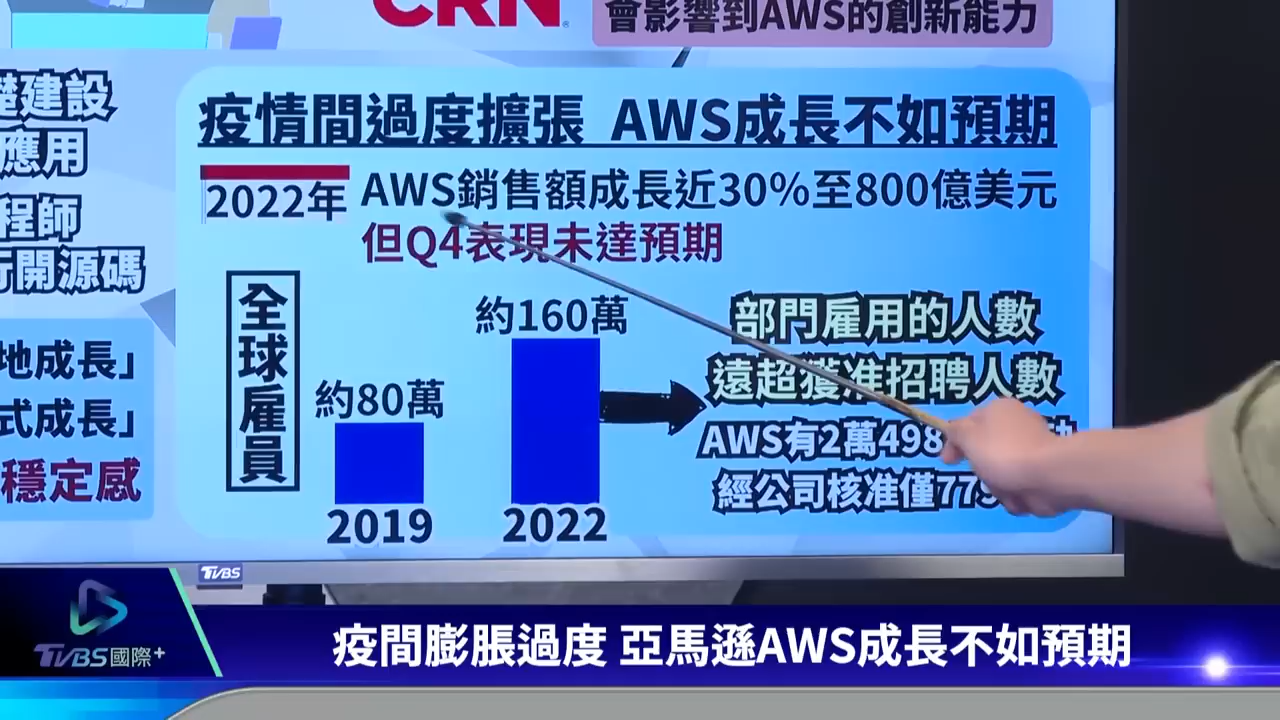 CRN
會影響到AWS的創新能力
礎建設
應用
程師
行開源碼
地成長」
式成長」
穩定感
疫情間過度擴張 AWS成長不如預期
2022年
AWS銷售額成長近30%至800億美元
但Q4表現未達預期
全球雇員
約80萬
2019
約160萬
2022
部門雇用的人數
遠超獲准招聘人數
AWS有2萬498
經公司核准僅779
TVBS
TVBS國際+
疫間膨脹過度 亞馬遜AWS成長不如預期